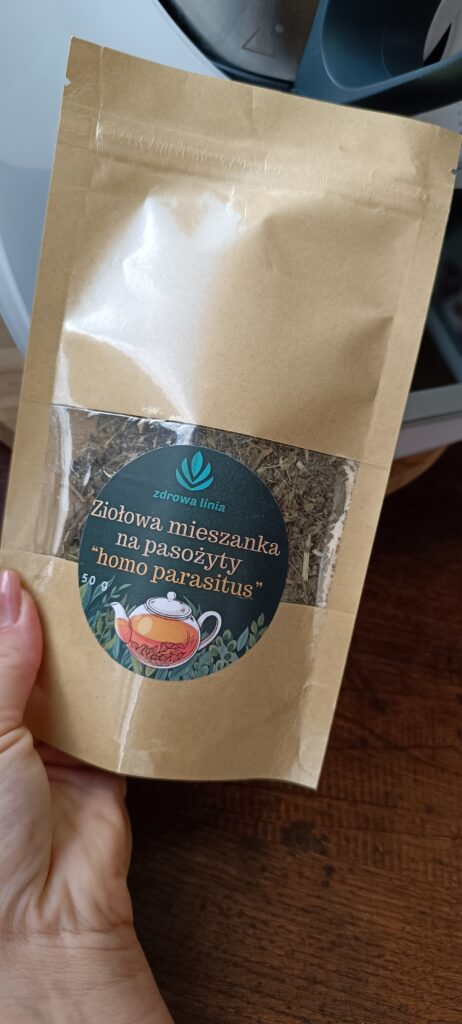 zdrowa linia
Ziołowa mieszanka
na pasożyty
“homo parasitus”
50 g